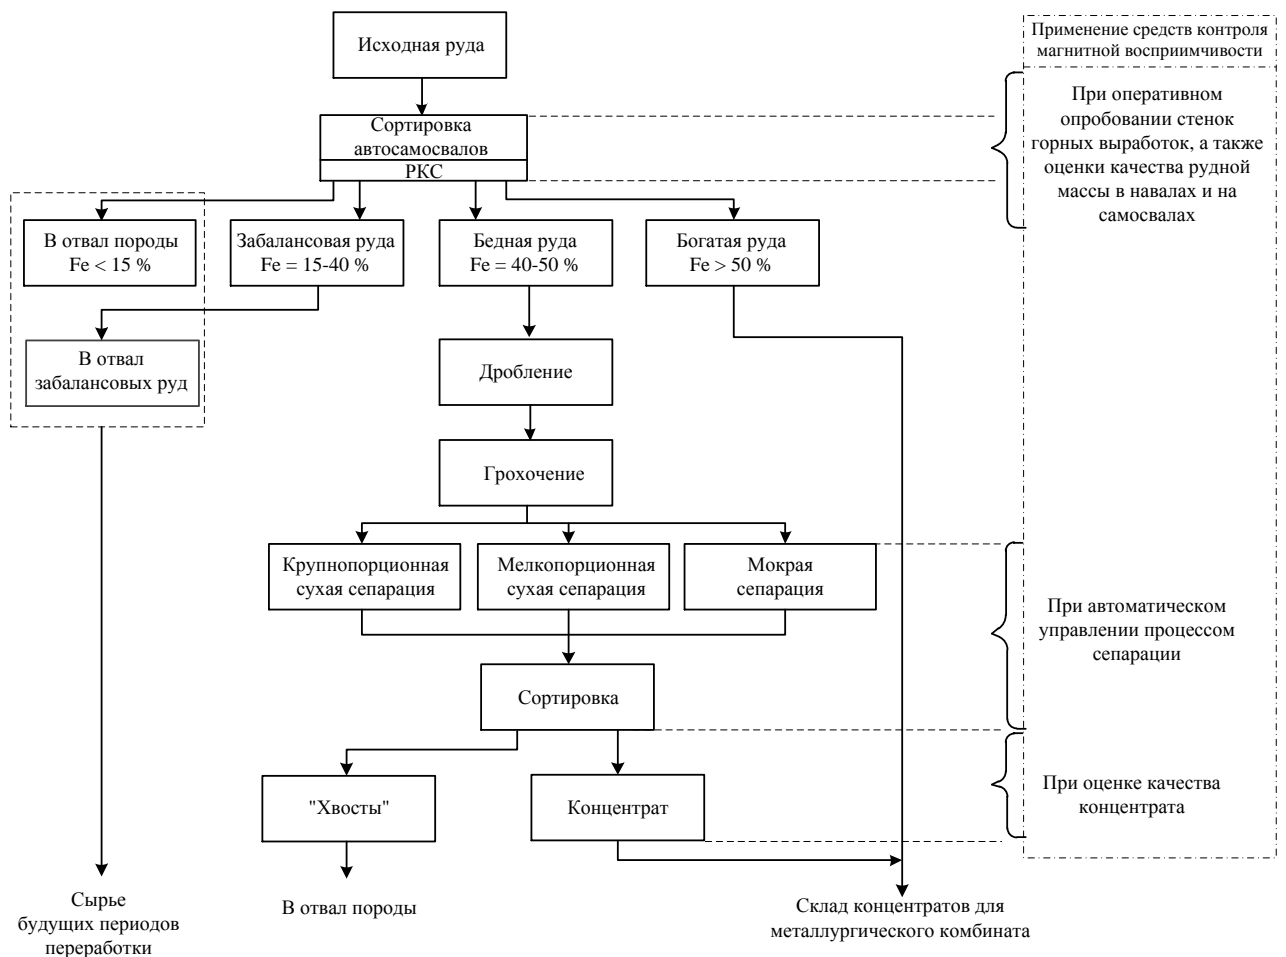 Исходная руда
Применение средств контроля
магнитной восприимчивости
Сортировка
автосамосвалов
РКС
При оперативном
опробовании стенок
горных выработок, а также
оценки качества рудной
массы в навалах и на
самосвалах
В отвал породы
Fe < 15 %
Забалансовая руда
Fe = 15-40 %
Бедная руда
Fe = 40-50 %
Богатая руда
Fe > 50 %
В отвал
забалансовых руд
Дробление
Грохочение
Крупнопорционная
сухая сепарация
Мелкопорционная
сухая сепарация
Мокрая
сепарация
При автоматическом
управлении процессом
сепарации
Сортировка
"Хвосты"
Концентрат
При оценке качества
концентрата
Сырье
будущих периодов
переработки
В отвал породы
Склад концентратов для
металлургического комбината